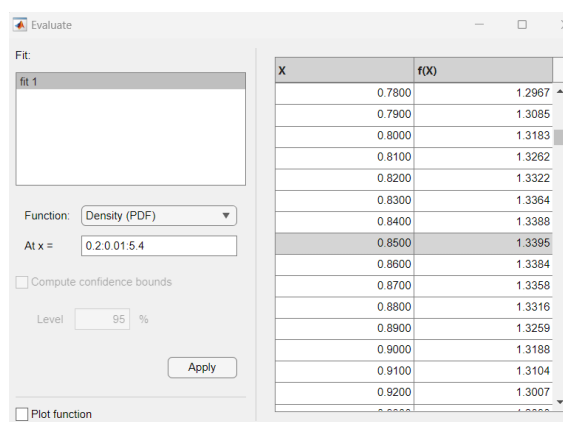 Evaluate
Fit:
fit 1
Function: Density (PDF)
At x = 0.2:0.01:5.4
Compute confidence bounds
Level 95 %
Apply
Plot function
X f(X)
0.7800 1.2967
0.7900 1.3085
0.8000 1.3183
0.8100 1.3262
0.8200 1.3322
0.8300 1.3364
0.8400 1.3388
0.8500 1.3395
0.8600 1.3384
0.8700 1.3358
0.8800 1.3316
0.8900 1.3259
0.9000 1.3188
0.9100 1.3104
0.9200 1.3007